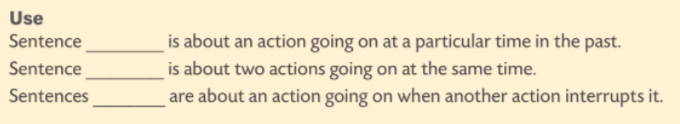 Use
Sentence ________ is about an action going on at a particular time in the past.
Sentence ________ is about two actions going on at the same time.
Sentences ________ are about an action going on when another action interrupts it.